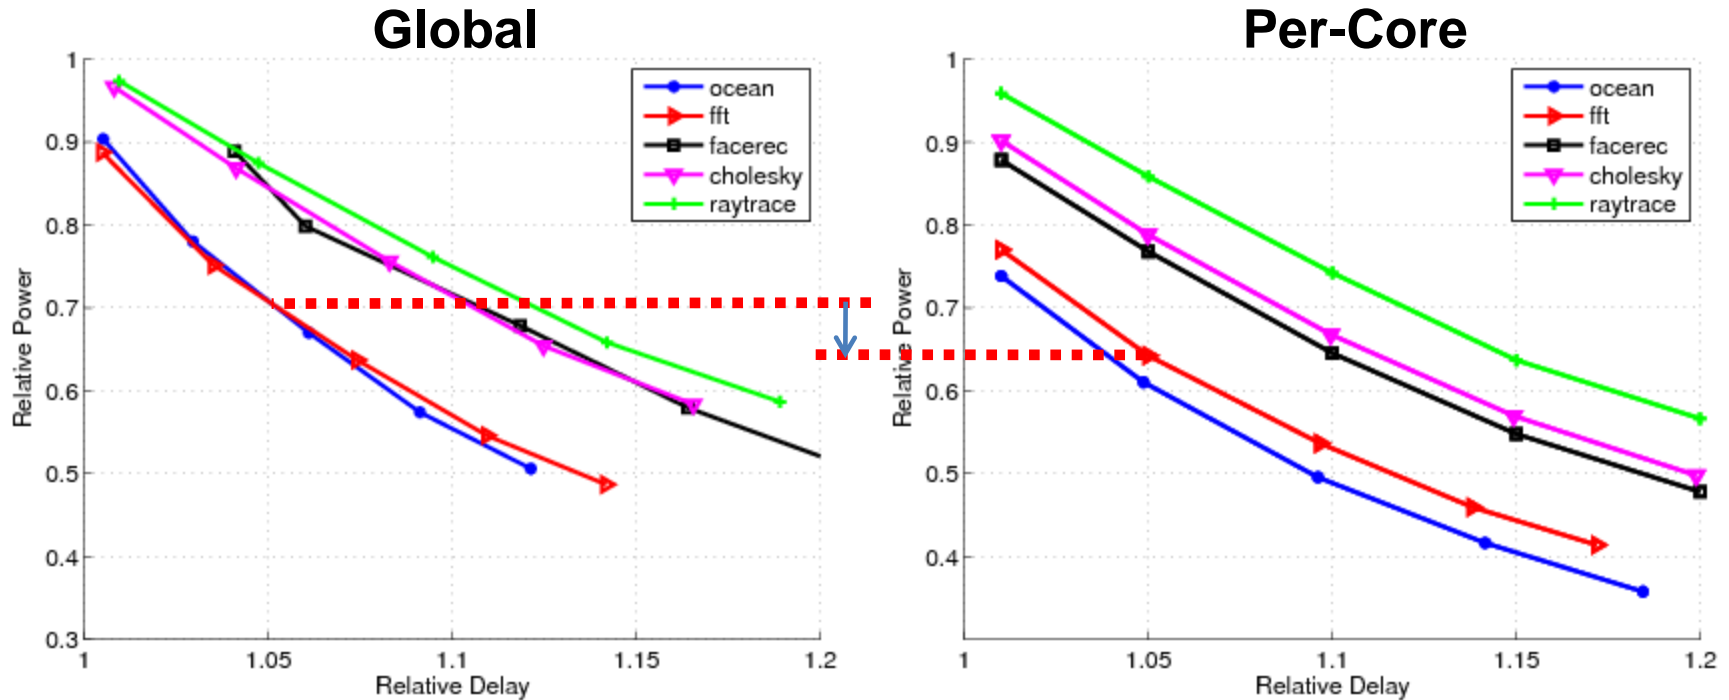 Global
1
0.9
0.8
0.7
0.6
0.5
0.4
0.3
1 1.05 1.1 1.15 1.2
Relative Power
Relative Delay
ocean
fft
facerec
cholesky
raytrace
Per-Core
1
0.9
0.8
0.7
0.6
0.5
0.4
1 1.05 1.1 1.15 1.2
Relative Power
Relative Delay
ocean
fft
facerec
cholesky
raytrace